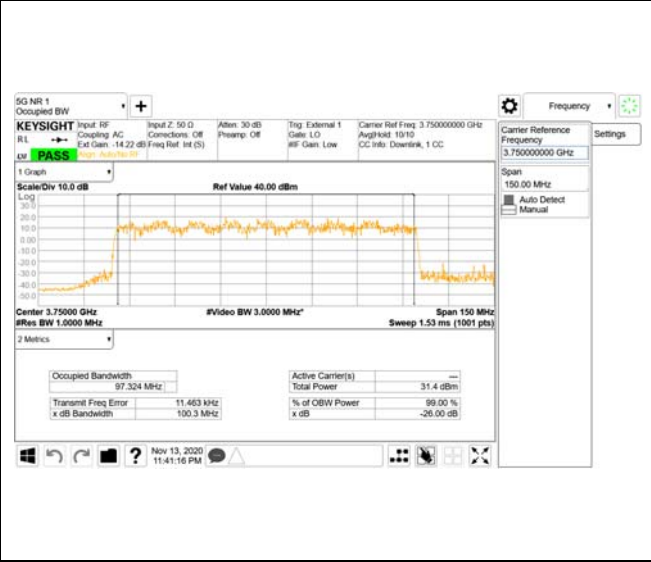 5G NR 1
Occupied BW
Frequency
KEYSIGHT
R L
PASS
Input: RF
Coupling: AC
Ext Gain: -14.22 dB
Align: Auto/No RF
Input Z: 50 Ω
Corrections: Off
Freq Ref: Int (S)
Atten: 30 dB
Preamp: Off
Trig: External 1
Gate: LO
#IF Gain: Low
Carrier Ref Freq: 3.750000000 GHz
Avg|Hold: 10/10
CC Info: Downlink, 1 CC
Carrier Reference
Frequency
3.750000000 GHz
Settings
Span
150.00 MHz
Auto Detect
Manual
1 Graph
Scale/Div 10.0 dB
Ref Value 40.00 dBm
Log
30.0
20.0
10.0
0.00
-10.0
-20.0
-30.0
-40.0
-50.0
Center 3.75000 GHz
#Video BW 3.0000 MHz*
Span 150 MHz
#Res BW 1.0000 MHz
Sweep 1.53 ms (1001 pts)
2 Metrics
Occupied Bandwidth
97.324 MHz
Transmit Freq Error 11.463 kHz
x dB Bandwidth 100.3 MHz
Active Carrier(s) —
Total Power 31.4 dBm
% of OBW Power 99.00 %
x dB -26.00 dB
?
Nov 13, 2020
11:41:16 PM